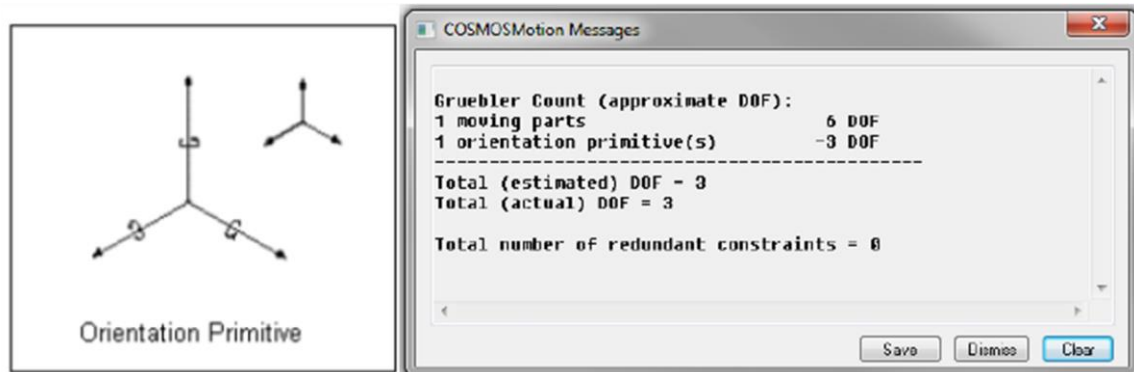 Orientation Primitive
COSMOSMotion Messages
Gruebler Count (approximate DOF):
1 moving parts 6 DOF
1 orientation primitive(s) -3 DOF
--------------------------------------------
Total (estimated) DOF = 3
Total (actual) DOF = 3
Total number of redundant constraints = 0
Save Dismiss Clear